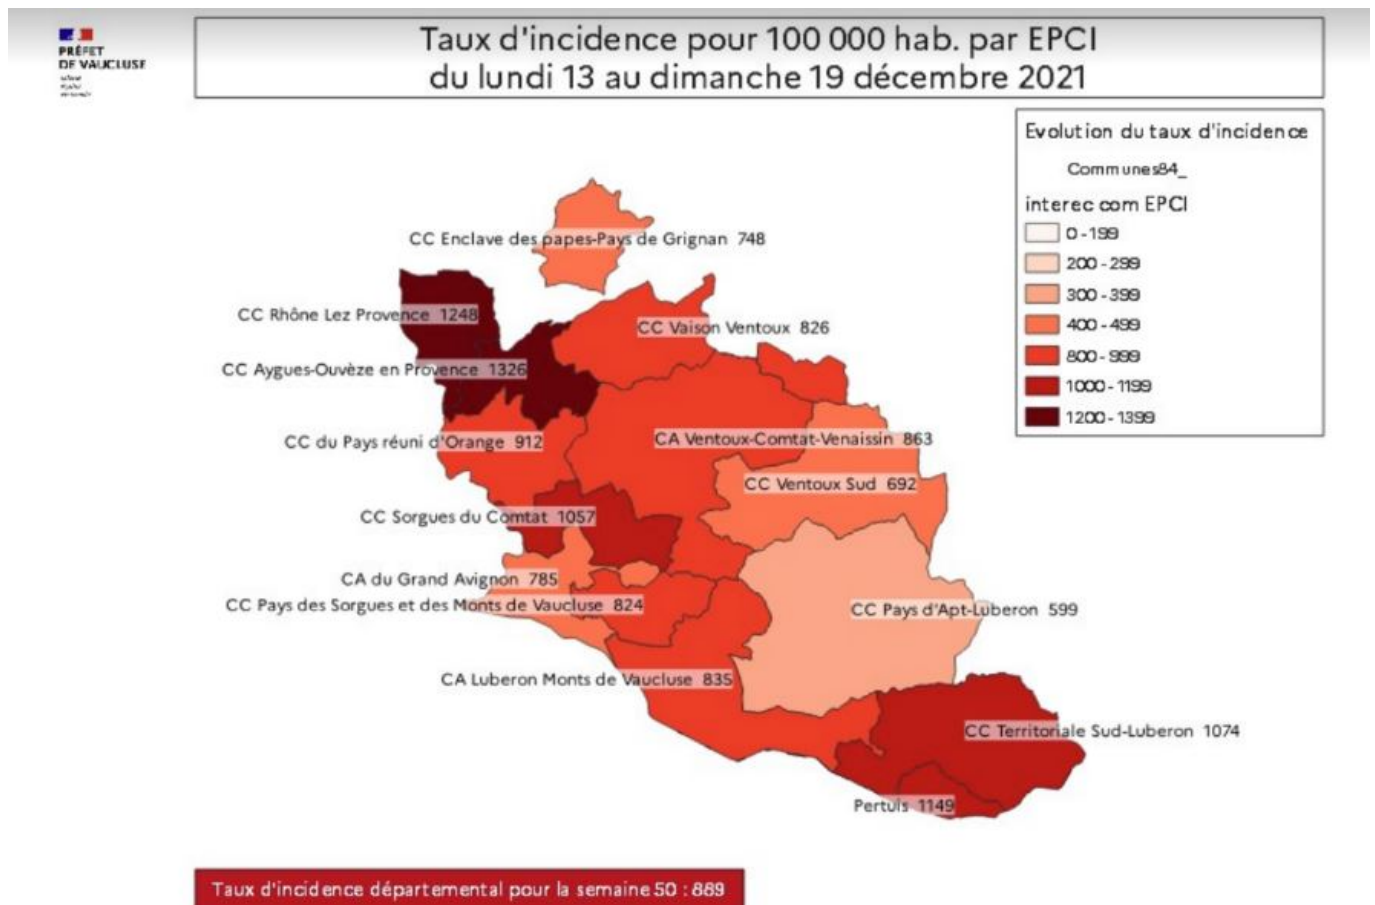 PRÉFET
DE VAUCLUSE
Taux d'incidence pour 100 000 hab. par EPCI
du lundi 13 au dimanche 19 décembre 2021
Evolution du taux d'incidence
Communes84_
interec com EPCI
0 - 199
200 - 299
300 - 399
400 - 499
800 - 999
1000 - 1199
1200 - 1399
CC Enclave des papes-Pays de Grignan 748
CC Rhône Lez Provence 1248
CC Vaison Ventoux 826
CC Aygues-Ouvèze en Provence 1326
CC du Pays réuni d'Orange 912
CA Ventoux-Comtat-Venaissin 863
CC Ventoux Sud 692
CC Sorgues du Comtat 1057
CA du Grand Avignon 785
CC Pays des Sorgues et des Monts de Vaucluse 824
CC Pays d'Apt-Luberon 599
CA Luberon Monts de Vaucluse 835
CC Territoriale Sud-Luberon 1074
Pertuis 1149
Taux d'incidence départemental pour la semaine 50 : 889